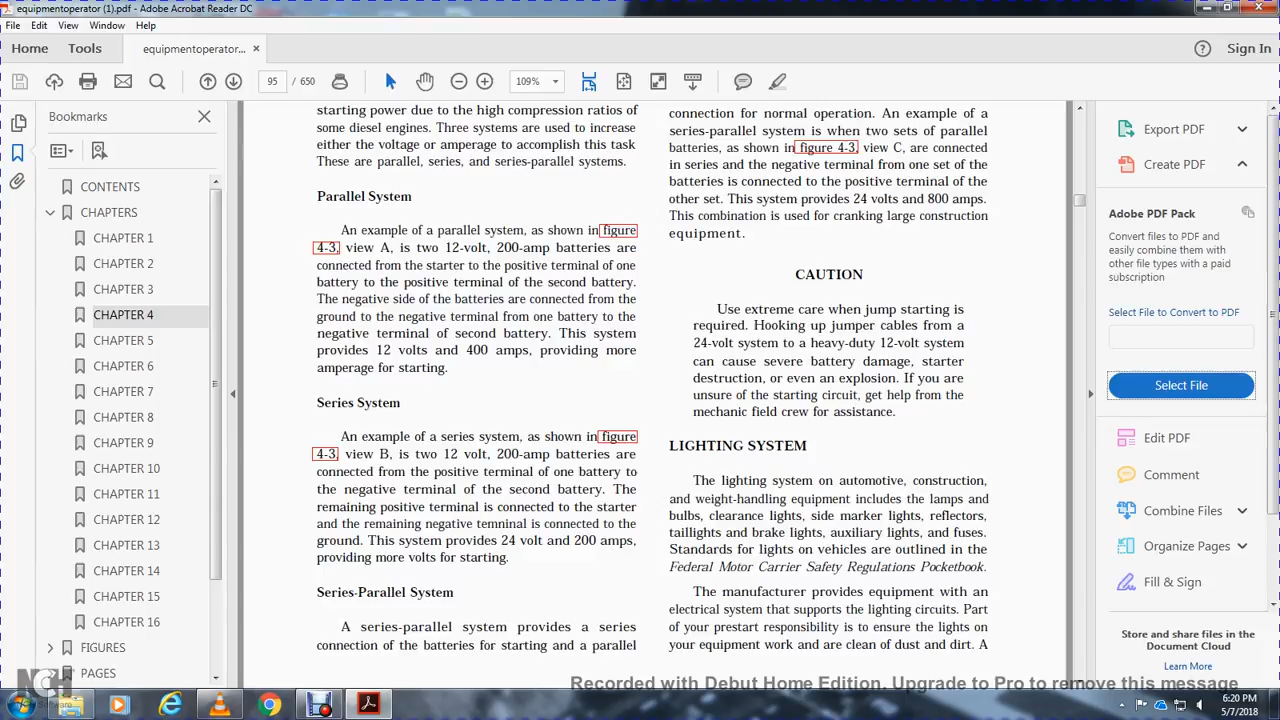 equipmentoperator (1).pdf - Adobe Acrobat Reader DC
File Edit View Window Help
Home Tools equipmentoperator... × Sign In
95 / 650 109%
Bookmarks
CONTENTS
CHAPTERS
CHAPTER 1
CHAPTER 2
CHAPTER 3
CHAPTER 4
CHAPTER 5
CHAPTER 6
CHAPTER 7
CHAPTER 8
CHAPTER 9
CHAPTER 10
CHAPTER 11
CHAPTER 12
CHAPTER 13
CHAPTER 14
CHAPTER 15
CHAPTER 16
FIGURES
PAGES
starting power due to the high compression ratios of
some diesel engines. Three systems are used to increase
either the voltage or amperage to accomplish this task
These are parallel, series, and series-parallel systems.
Parallel System
An example of a parallel system, as shown in figure
4-3, view A, is two 12-volt, 200-amp batteries are
connected from the starter to the positive terminal of one
battery to the positive terminal of the second battery.
The negative side of the batteries are connected from the
ground to the negative terminal from one battery to the
negative terminal of second battery. This system
provides 12 volts and 400 amps, providing more
amperage for starting.
Series System
An example of a series system, as shown in figure
4-3, view B, is two 12 volt, 200-amp batteries are
connected from the positive terminal of one battery to
the negative terminal of the second battery. The
remaining positive terminal is connected to the starter
and the remaining negative temninal is connected to the
ground. This system provides 24 volt and 200 amps,
providing more volts for starting.
Series-Parallel System
A series-parallel system provides a series
connection of the batteries for starting and a parallel
connection for normal operation. An example of a
series-parallel system is when two sets of parallel
batteries, as shown in figure 4-3, view C, are connected
in series and the negative terminal from one set of the
batteries is connected to the positive terminal of the
other set. This system provides 24 volts and 800 amps.
This combination is used for cranking large construction
equipment.
CAUTION
Use extreme care when jump starting is
required. Hooking up jumper cables from a
24-volt system to a heavy-duty 12-volt system
can cause severe battery damage, starter
destruction, or even an explosion. If you are
unsure of the starting circuit, get help from the
mechanic field crew for assistance.
LIGHTING SYSTEM
The lighting system on automotive, construction,
and weight-handling equipment includes the lamps and
bulbs, clearance lights, side marker lights, reflectors,
taillights and brake lights, auxiliary lights, and fuses.
Standards for lights on vehicles are outlined in the
Federal Motor Carrier Safety Regulations Pocketbook.
The manufacturer provides equipment with an
electrical system that supports the lighting circuits. Part
of your prestart responsibility is to ensure the lights on
your equipment work and are clean of dust and dirt. A
Export PDF
Create PDF
Adobe PDF Pack
Convert files to PDF and
easily combine them with
other file types with a paid
subscription
Select File to Convert to PDF
Select File
Edit PDF
Comment
Combine Files
Organize Pages
Fill & Sign
Store and share files in the
Document Cloud
Learn More
NCH Software
Recorded with Debut Home Edition. Upgrade to Pro to remove this message
6:20 PM
5/7/2018